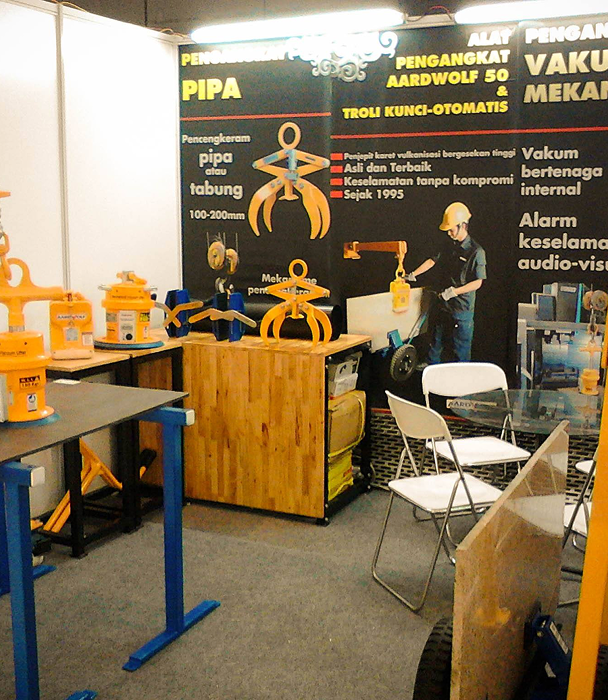 PIPA
Pencengkeram
pipa
atau
tabung
100-200mm
ALAT
PENGANGKAT
AARDWOLF 50
&
TROLI KUNCI-OTOMATIS
Penjepit karet vulkanisasi bergesekan tinggi
Asli dan Terbaik
Keselamatan tanpa kompromi
Sejak 1995
VAKU
MEKAN
Vakum
bertenaga
internal
Alarm
keselama
audio-visu